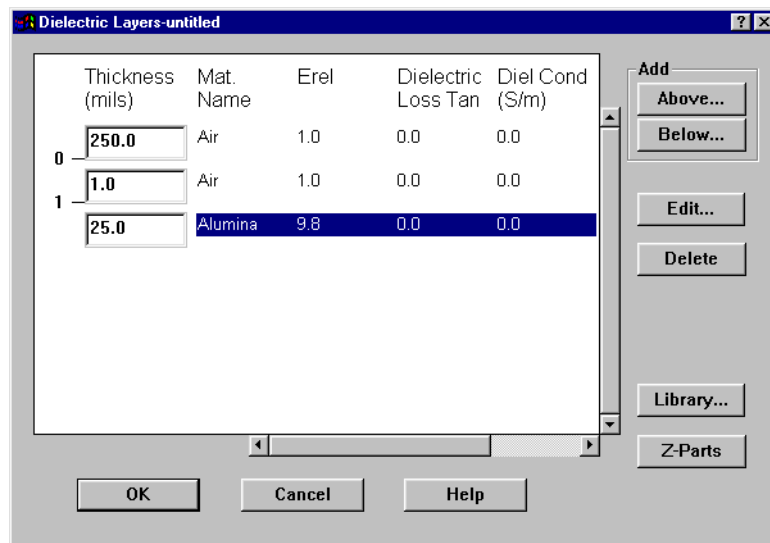 Dielectric Layers-untitled
Thickness (mils) Mat. Name Erel Dielectric Loss Tan Diel Cond (S/m)
250.0 Air 1.0 0.0 0.0
0
1.0 Air 1.0 0.0 0.0
1
25.0 Alumina 9.8 0.0 0.0
Add
Above...
Below...
Edit...
Delete
Library...
Z-Parts
OK Cancel Help